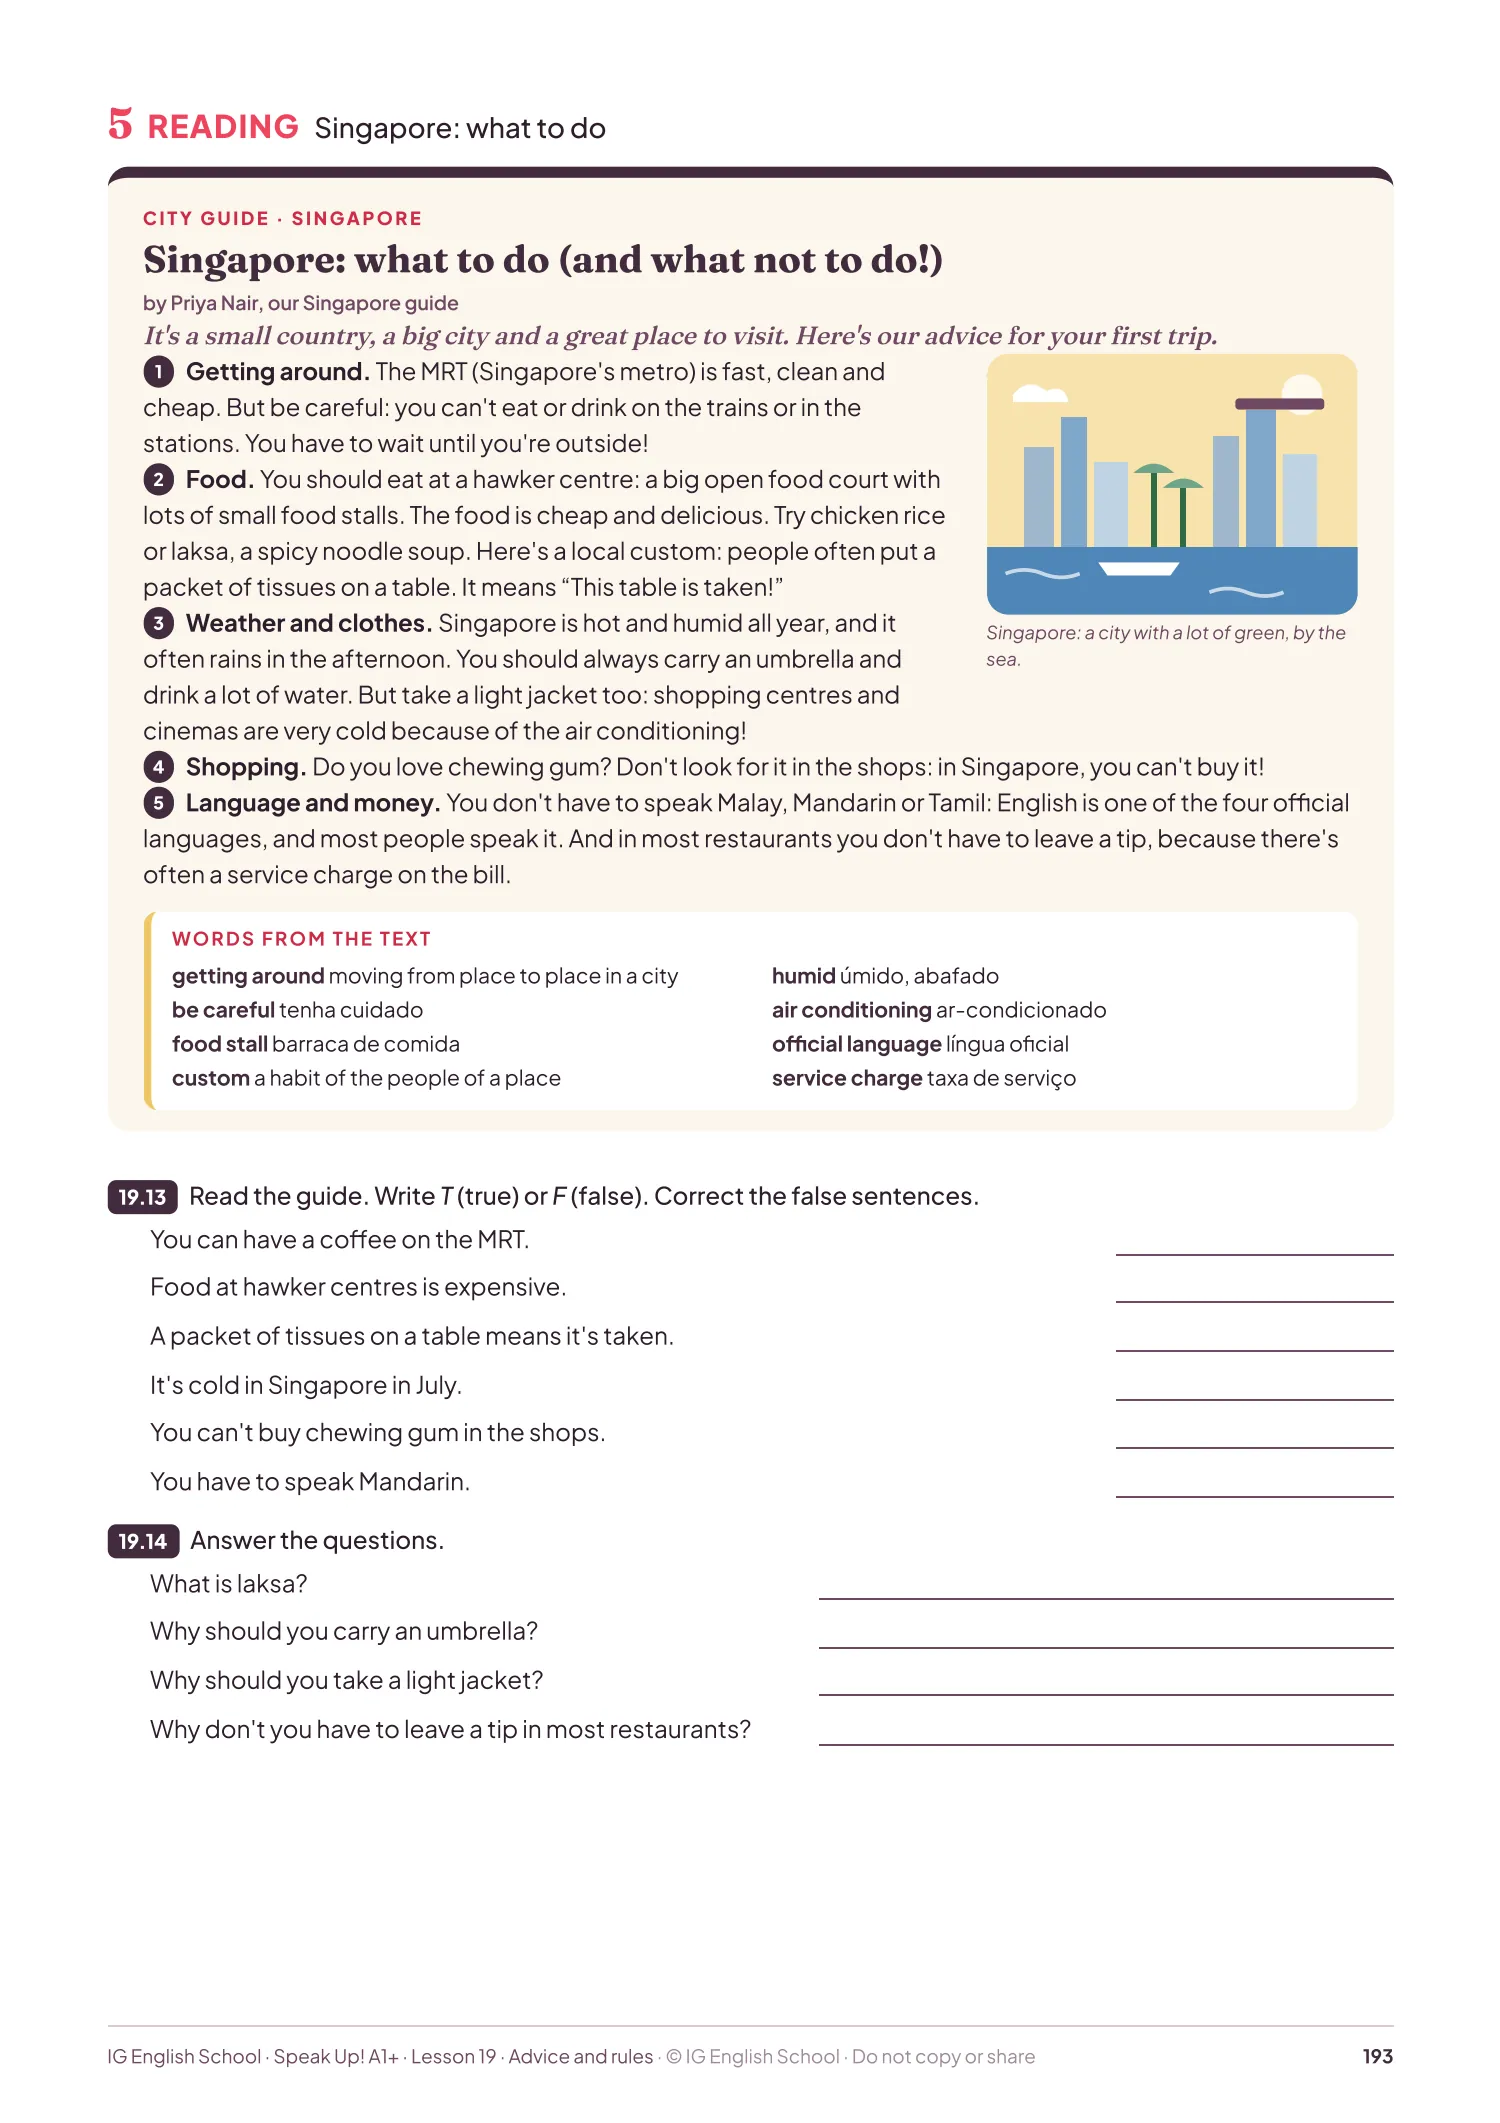 5 READING Singapore: what to do
CITY GUIDE · SINGAPORE
Singapore: what to do (and what not to do!)
by Priya Nair, our Singapore guide
It's a small country, a big city and a great place to visit. Here's our advice for your first trip.
1 Getting around. The MRT (Singapore's metro) is fast, clean and
cheap. But be careful: you can't eat or drink on the trains or in the
stations. You have to wait until you're outside!
2 Food. You should eat at a hawker centre: a big open food court with
lots of small food stalls. The food is cheap and delicious. Try chicken rice
or laksa, a spicy noodle soup. Here's a local custom: people often put a
packet of tissues on a table. It means “This table is taken!”
3 Weather and clothes. Singapore is hot and humid all year, and it
often rains in the afternoon. You should always carry an umbrella and
drink a lot of water. But take a light jacket too: shopping centres and
cinemas are very cold because of the air conditioning!
Singapore: a city with a lot of green, by the
sea.
4 Shopping. Do you love chewing gum? Don't look for it in the shops: in Singapore, you can't buy it!
5 Language and money. You don't have to speak Malay, Mandarin or Tamil: English is one of the four official
languages, and most people speak it. And in most restaurants you don't have to leave a tip, because there's
often a service charge on the bill.
WORDS FROM THE TEXT
getting around moving from place to place in a city
be careful tenha cuidado
food stall barraca de comida
custom a habit of the people of a place
humid úmido, abafado
air conditioning ar-condicionado
official language língua oficial
service charge taxa de serviço
19.13 Read the guide. Write T (true) or F (false). Correct the false sentences.
You can have a coffee on the MRT.
Food at hawker centres is expensive.
A packet of tissues on a table means it's taken.
It's cold in Singapore in July.
You can't buy chewing gum in the shops.
You have to speak Mandarin.
19.14 Answer the questions.
What is laksa?
Why should you carry an umbrella?
Why should you take a light jacket?
Why don't you have to leave a tip in most restaurants?
IG English School · Speak Up! A1+ · Lesson 19 · Advice and rules · © IG English School · Do not copy or share 193